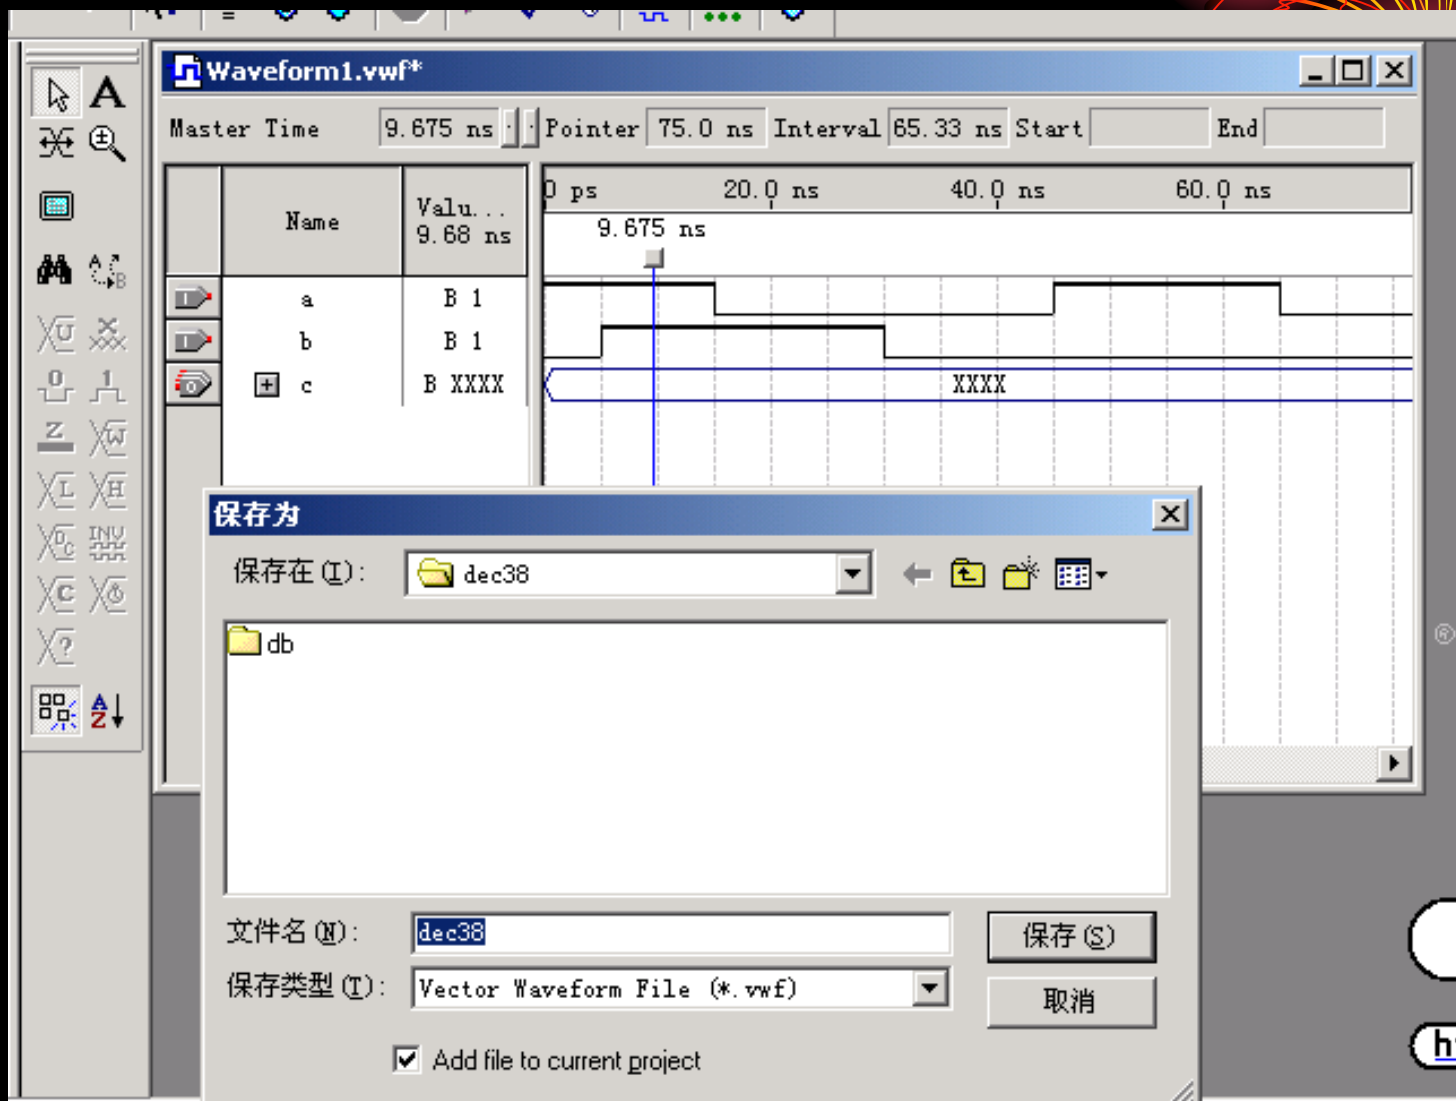 Waveform1.vwf*
Master Time 9.675 ns Pointer 75.0 ns Interval 65.33 ns Start End
Name Valu... 9.68 ns
0 ps 20.0 ns 40.0 ns 60.0 ns
9.675 ns
a B 1
b B 1
c B XXXX XXXX
保存为
保存在(I): dec38
db
文件名(N): dec38 保存(S)
保存类型(T): Vector Waveform File (*.vwf) 取消
Add file to current project